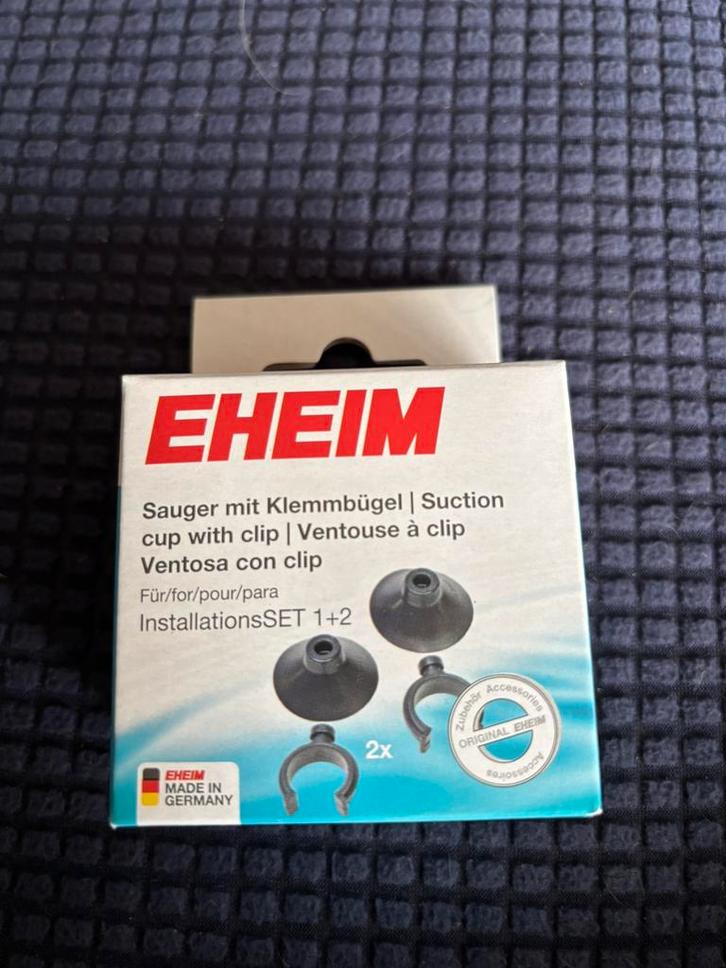 EHEIM
Sauger mit Klemmbügel | Suction
cup with clip | Ventouse à clip
Ventosa con clip
Für/for/pour/para
InstallationsSET 1+2
2x
Zubehör Accessories
ORIGINAL EHEIM
Accessoires
EHEIM
MADE IN
GERMANY